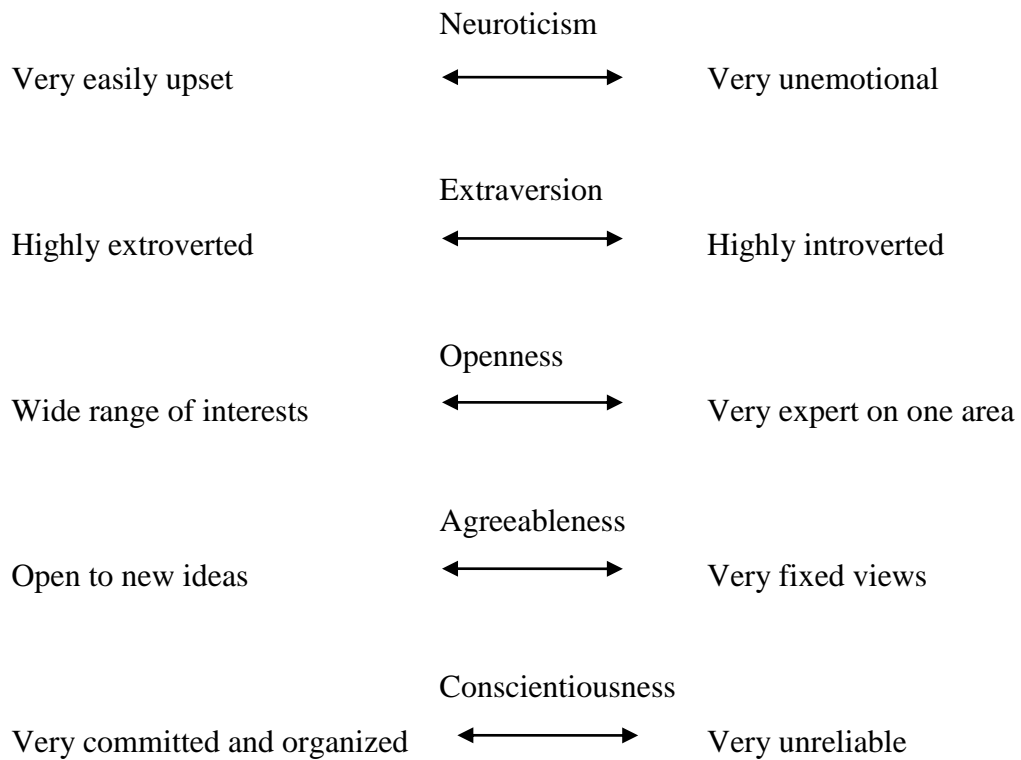 Neuroticism
Very easily upset Very unemotional
Extraversion
Highly extroverted Highly introverted
Openness
Wide range of interests Very expert on one area
Agreeableness
Open to new ideas Very fixed views
Conscientiousness
Very committed and organized Very unreliable